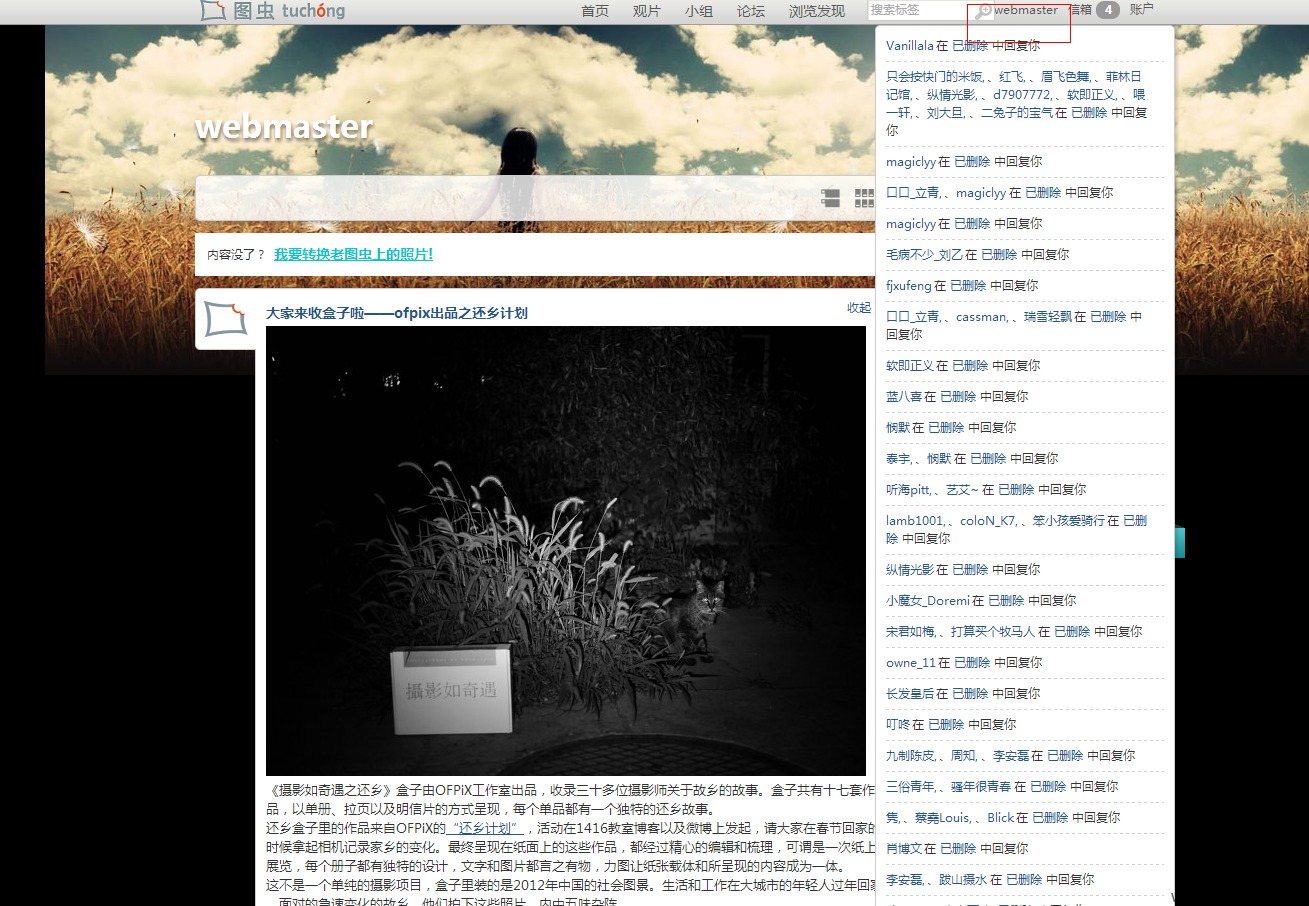 图虫 tuchóng
首页 观片 小组 论坛 浏览发现 搜索标签 webmaster 信箱 4 账户
webmaster
内容没了？ 我要转换老图虫上的照片!
大家来收盒子啦——ofpix出品之还乡计划 收起
攝影如奇遇
《摄影如奇遇之还乡》盒子由OFPiX工作室出品，收录三十多位摄影师关于故乡的故事。盒子共有十七套作
品，以单册、拉页以及明信片的方式呈现，每个单品都有一个独特的还乡故事。
还乡盒子里的作品来自OFPiX的“还乡计划”，活动在1416教室博客以及微博上发起，请大家在春节回家的
时候拿起相机记录家乡的变化。最终呈现在纸面上的这些作品，都经过精心的编辑和梳理，可谓是一次纸上
展览，每个册子都有独特的设计，文字和图片都言之有物，力图让纸张载体和所呈现的内容成为一体。
这不是一个单纯的摄影项目，盒子里装的是2012年中国的社会图景。生活和工作在大城市的年轻人过年回家
，面对的急速变化的故乡，他们拍下这些照片，内中五味杂陈
Vanillala 在 已删除 中回复你
只会按快门的米饭,、红飞,、眉飞色舞,、菲林日
记馆,、纵情光影,、d7907772,、软即正义,、喂
一轩,、刘大旦,、二兔子的宝气 在 已删除 中回复
你
magiclyy 在 已删除 中回复你
口口_立青,、magiclyy 在 已删除 中回复你
magiclyy 在 已删除 中回复你
毛病不少_刘乙 在 已删除 中回复你
fjxufeng 在 已删除 中回复你
口口_立青,、cassman,、瑞雪轻飘 在 已删除 中
回复你
软即正义 在 已删除 中回复你
蓝八喜 在 已删除 中回复你
悯默 在 已删除 中回复你
泰宇,、悯默 在 已删除 中回复你
听海pitt,、艺艾~ 在 已删除 中回复你
lamb1001,、coloN_K7,、笨小孩爱骑行 在 已删
除 中回复你
纵情光影 在 已删除 中回复你
小魔女_Doremi 在 已删除 中回复你
宋君如梅,、打算买个牧马人 在 已删除 中回复你
owne_11 在 已删除 中回复你
长发皇后 在 已删除 中回复你
叮咚 在 已删除 中回复你
九制陈皮,、周知,、李安磊 在 已删除 中回复你
三俗青年,、骚年很青春 在 已删除 中回复你
隽,、蔡堯Louis,、Blick 在 已删除 中回复你
肖博文 在 已删除 中回复你
李安磊,、跋山摄水 在 已删除 中回复你